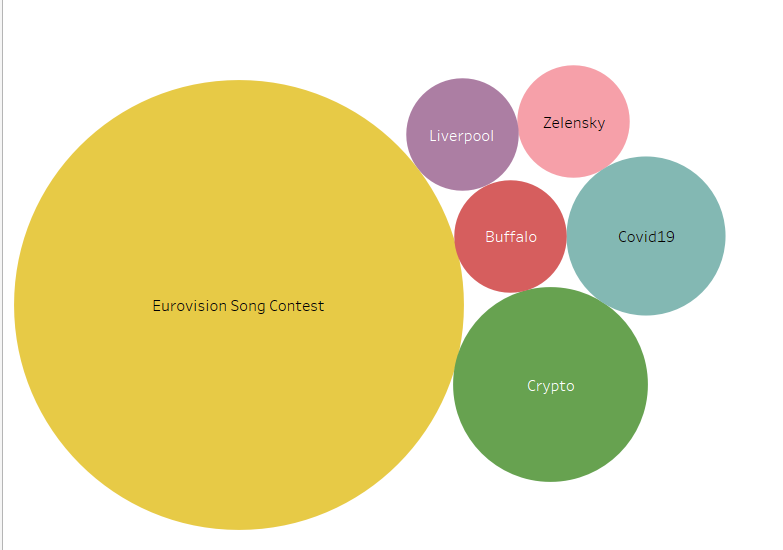 Zelensky
Liverpool
Buffalo
Covid19
Eurovision Song Contest
Crypto